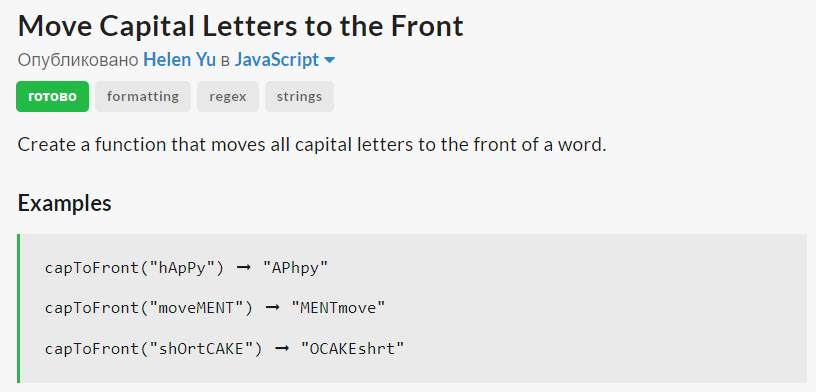 Move Capital Letters to the Front
Опубликовано Helen Yu в JavaScript
готово formatting regex strings
Create a function that moves all capital letters to the front of a word.
Examples
capToFront("hApPy") ➞ "APhpy"
capToFront("moveMENT") ➞ "MENTmove"
capToFront("shOrtCAKE") ➞ "OCAKEshrt"